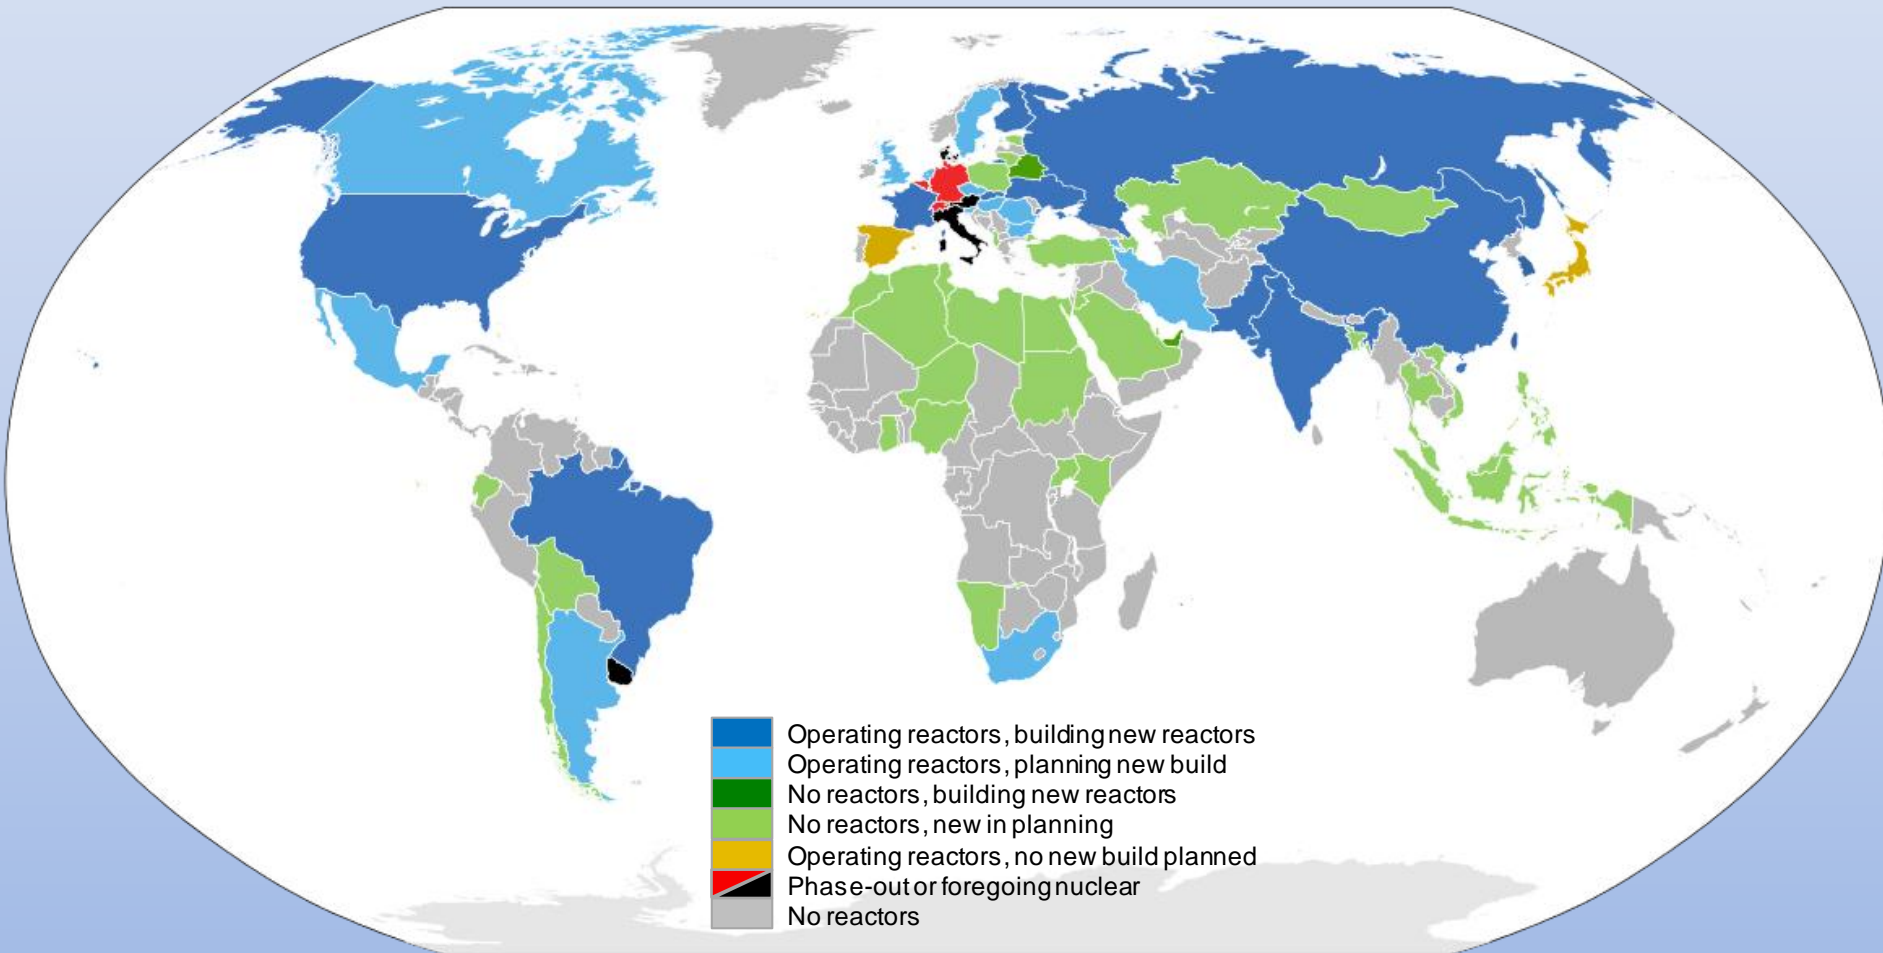 Operating reactors, building new reactors
Operating reactors, planning new build
No reactors, building new reactors
No reactors, new in planning
Operating reactors, no new build planned
Phase-out or foregoing nuclear
No reactors